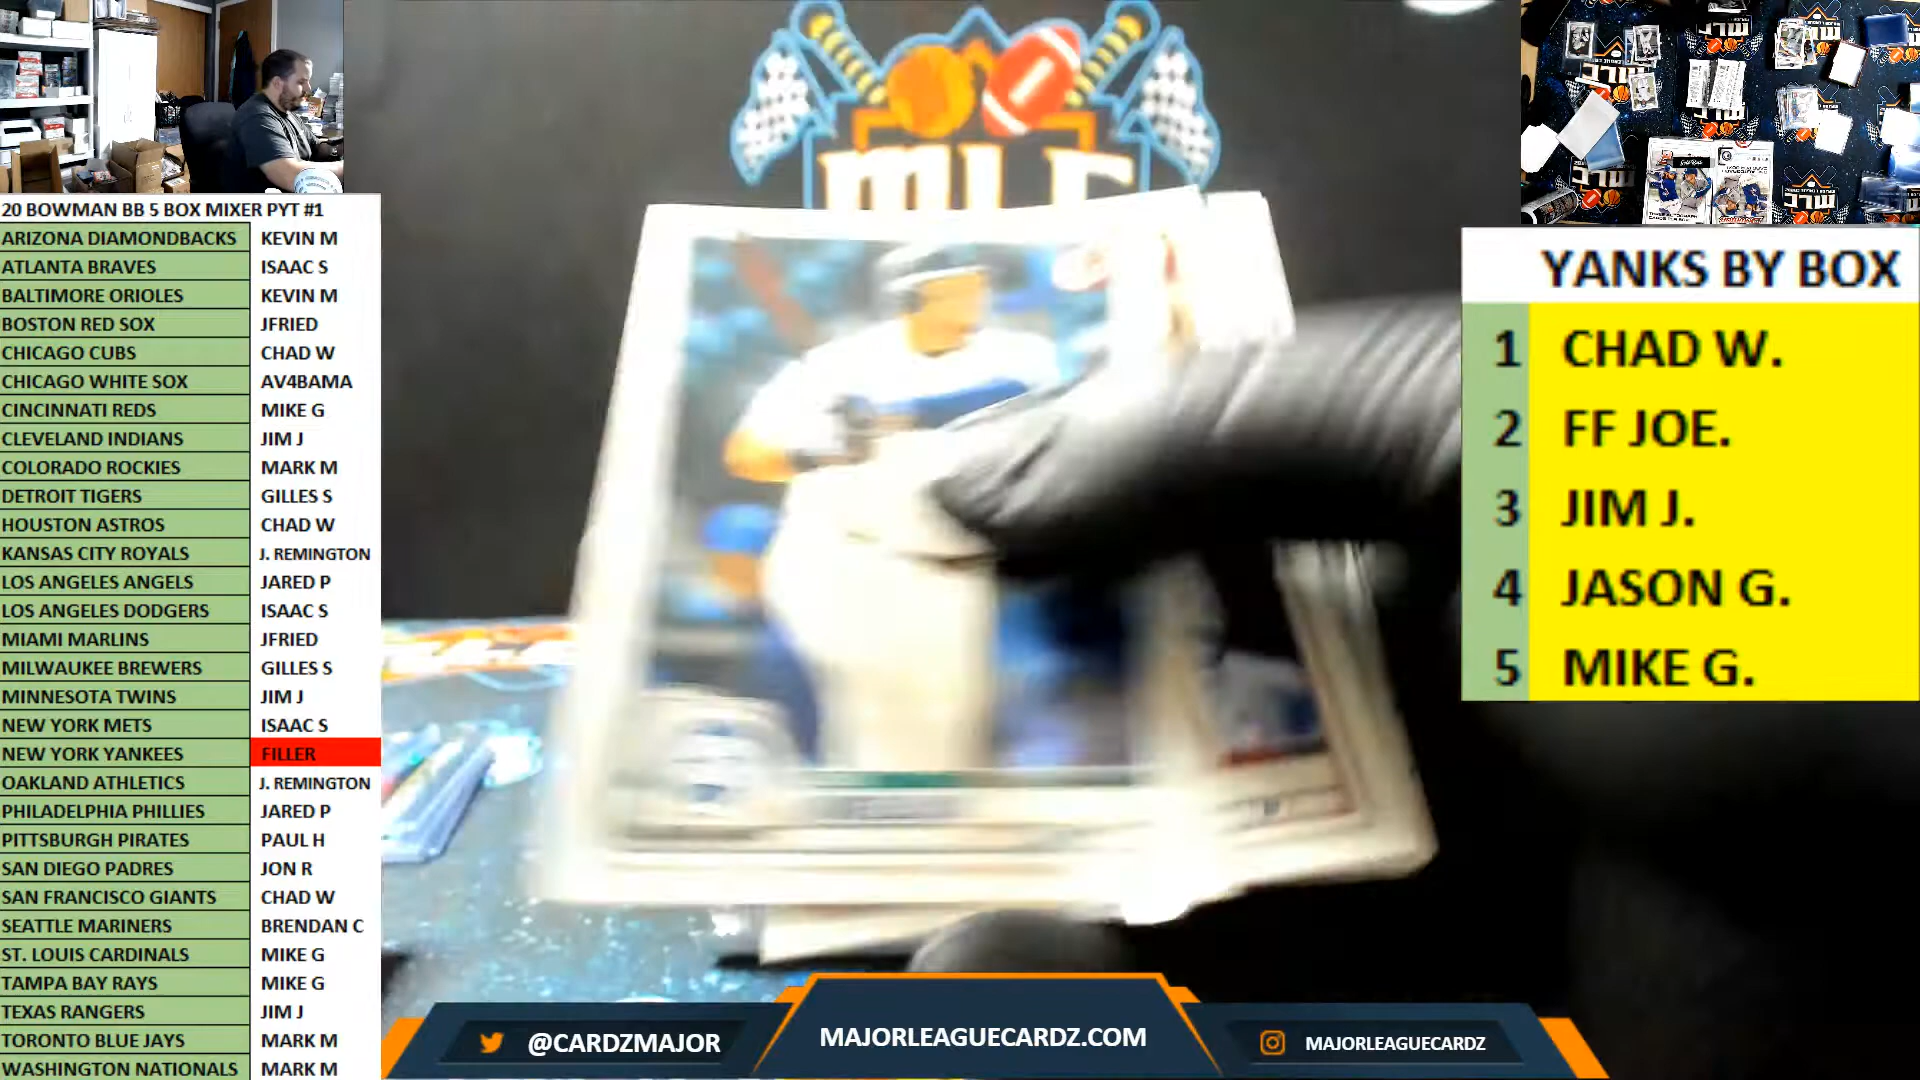 20 BOWMAN BB 5 BOX MIXER PYT #1
ARIZONA DIAMONDBACKS KEVIN M
ATLANTA BRAVES ISAAC S
BALTIMORE ORIOLES KEVIN M
BOSTON RED SOX JFRIED
CHICAGO CUBS CHAD W
CHICAGO WHITE SOX AV4BAMA
CINCINNATI REDS MIKE G
CLEVELAND INDIANS JIM J
COLORADO ROCKIES MARK M
DETROIT TIGERS GILLES S
HOUSTON ASTROS CHAD W
KANSAS CITY ROYALS J. REMINGTON
LOS ANGELES ANGELS JARED P
LOS ANGELES DODGERS ISAAC S
MIAMI MARLINS JFRIED
MILWAUKEE BREWERS GILLES S
MINNESOTA TWINS JIM J
NEW YORK METS ISAAC S
NEW YORK YANKEES FILLER
OAKLAND ATHLETICS J. REMINGTON
PHILADELPHIA PHILLIES JARED P
PITTSBURGH PIRATES PAUL H
SAN DIEGO PADRES JON R
SAN FRANCISCO GIANTS CHAD W
SEATTLE MARINERS BRENDAN C
ST. LOUIS CARDINALS MIKE G
TAMPA BAY RAYS MIKE G
TEXAS RANGERS JIM J
TORONTO BLUE JAYS MARK M
WASHINGTON NATIONALS MARK M
MLC
YANKS BY BOX
1 CHAD W.
2 FF JOE.
3 JIM J.
4 JASON G.
5 MIKE G.
@CARDZMAJOR
MAJORLEAGUECARDZ.COM
MAJORLEAGUECARDZ